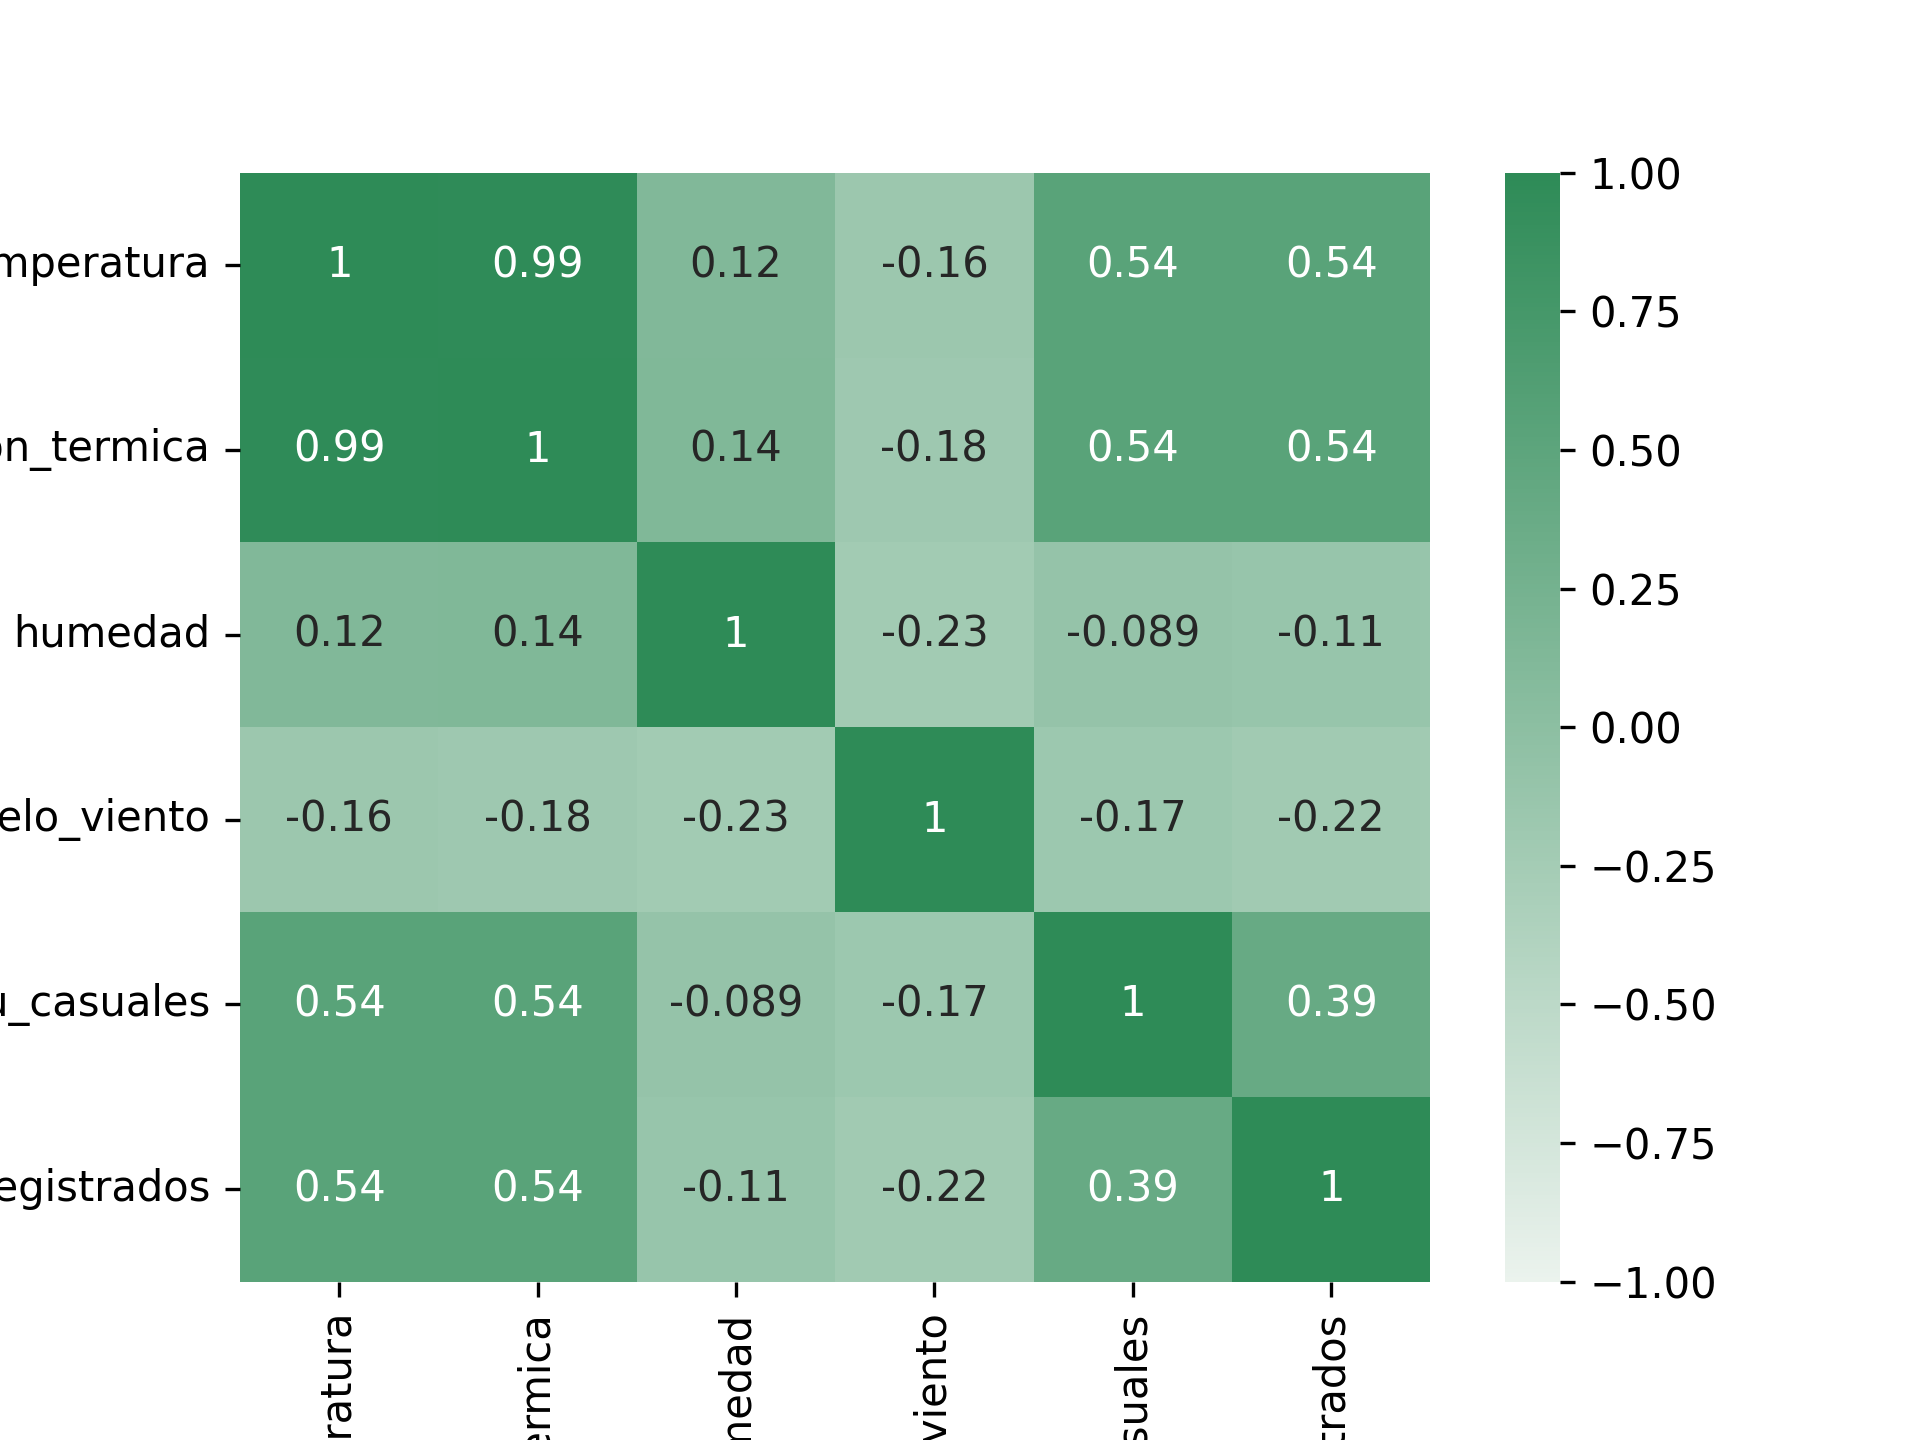 mperatura 1 0.99 0.12 -0.16 0.54 0.54
n_termica 0.99 1 0.14 -0.18 0.54 0.54
humedad 0.12 0.14 1 -0.23 -0.089 -0.11
elo_viento -0.16 -0.18 -0.23 1 -0.17 -0.22
u_casuales 0.54 0.54 -0.089 -0.17 1 0.39
egistrados 0.54 0.54 -0.11 -0.22 0.39 1
ratura
ermica
medad
viento
suales
trados
1.00
0.75
0.50
0.25
0.00
−0.25
−0.50
−0.75
−1.00